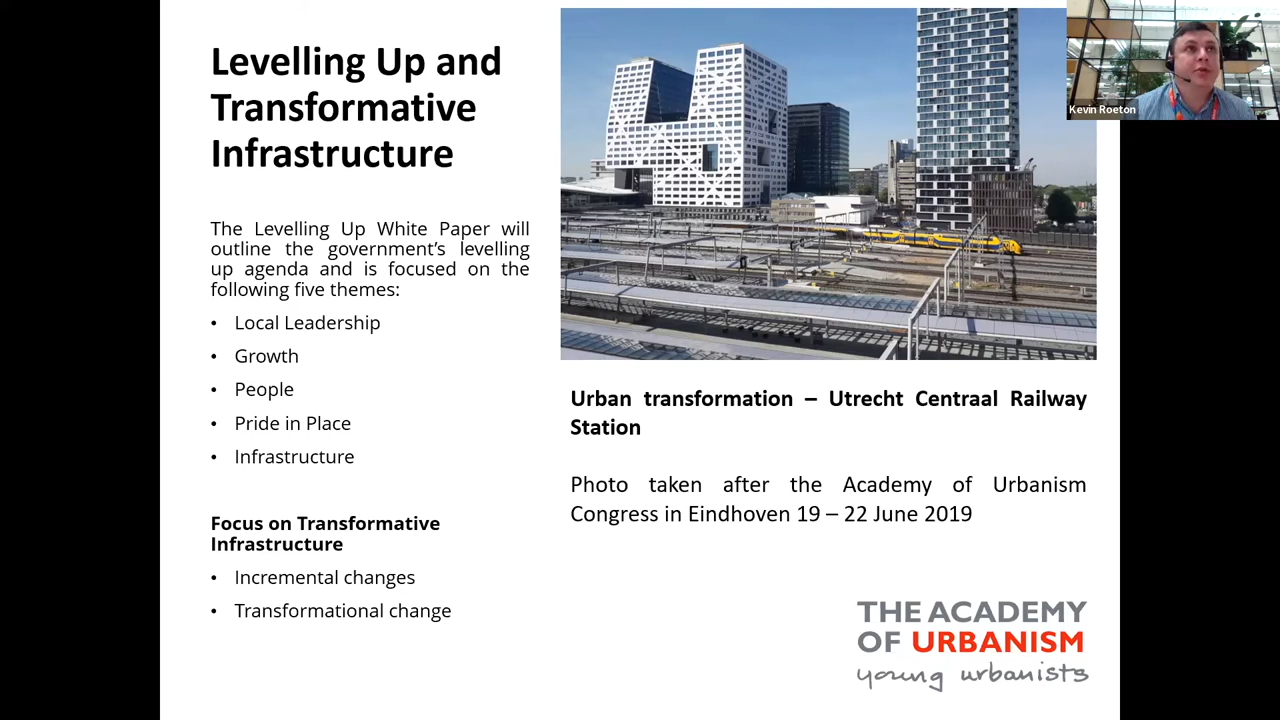 Levelling Up and
Transformative
Infrastructure
The Levelling Up White Paper will
outline the government's levelling
up agenda and is focused on the
following five themes:
• Local Leadership
• Growth
• People
• Pride in Place
• Infrastructure
Focus on Transformative
Infrastructure
• Incremental changes
• Transformational change
Kevin Roeton
Urban transformation – Utrecht Centraal Railway
Station
Photo taken after the Academy of Urbanism
Congress in Eindhoven 19 – 22 June 2019
THE ACADEMY
OF URBANISM
young urbanists